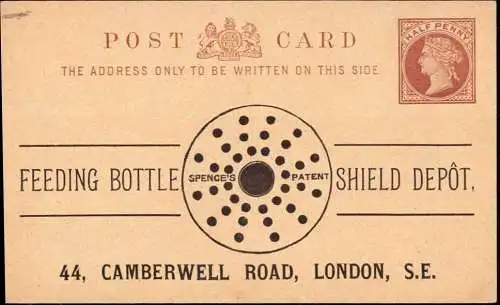 HALF PENNY
POST CARD
THE ADDRESS ONLY TO BE WRITTEN ON THIS SIDE.
FEEDING BOTTLE SPENCE'S PATENT SHIELD DEPÔT,
44, CAMBERWELL ROAD, LONDON, S.E.